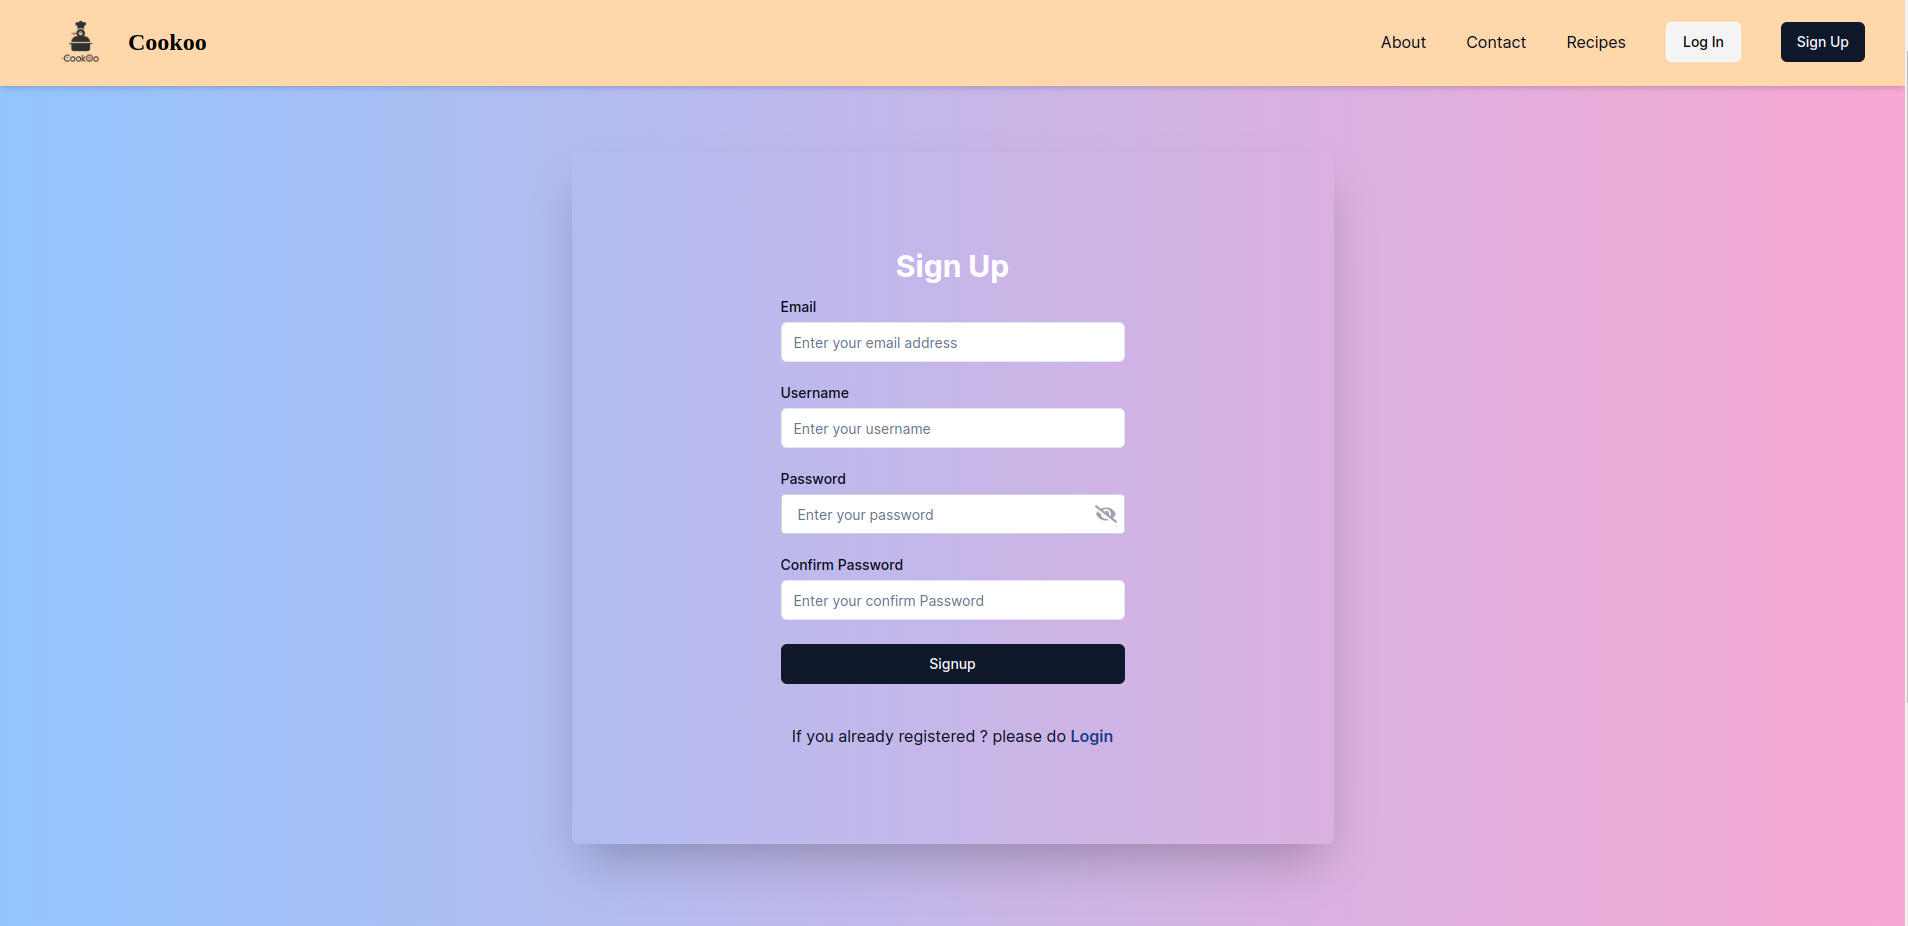 CookOo
Cookoo
About
Contact
Recipes
Log In
Sign Up
Sign Up
Email
Enter your email address
Username
Enter your username
Password
Enter your password
Confirm Password
Enter your confirm Password
Signup
If you already registered ? please do Login